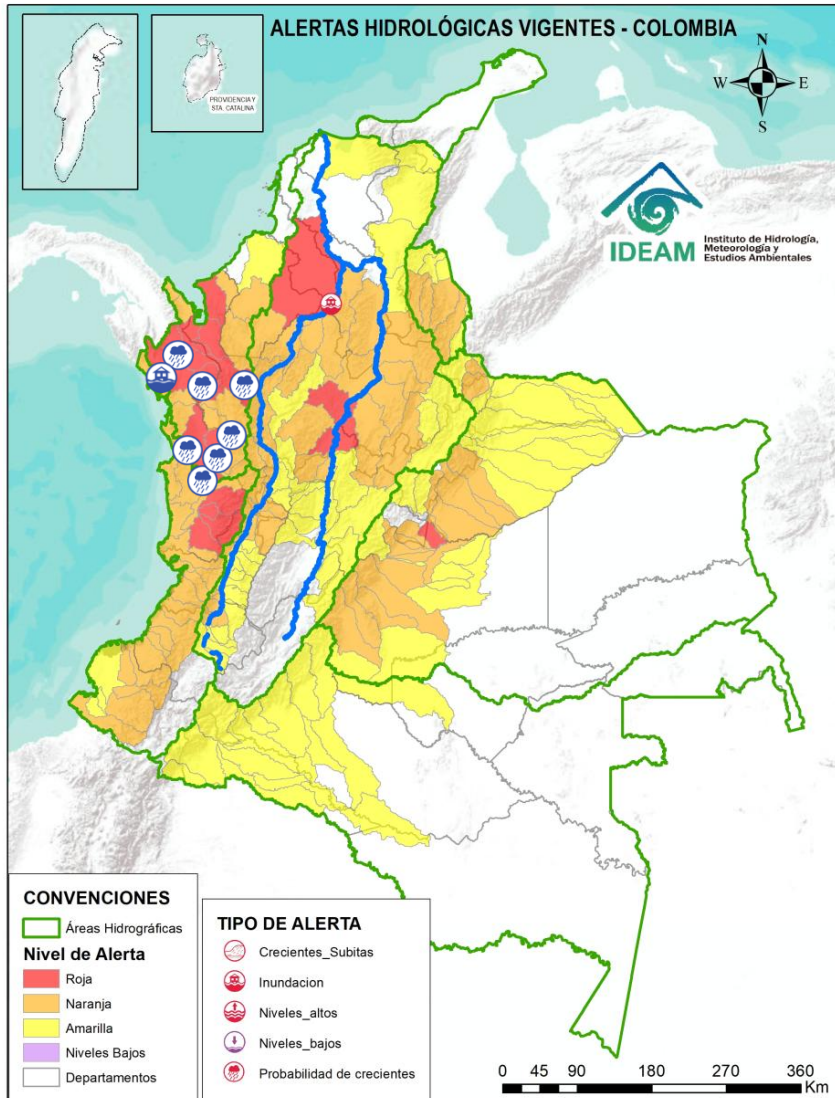 ALERTAS HIDROLÓGICAS VIGENTES - COLOMBIA
PROVIDENCIA Y
STA. CATALINA
N
W
E
S
IDEAM
Instituto de Hidrología,
Meteorología y
Estudios Ambientales
CONVENCIONES
Áreas Hidrográficas
Nivel de Alerta
Roja
Naranja
Amarilla
Niveles Bajos
Departamentos
TIPO DE ALERTA
Crecientes_Subitas
Inundacion
Niveles_altos
Niveles_bajos
Probabilidad de crecientes
0 45 90 180 270 360
Km